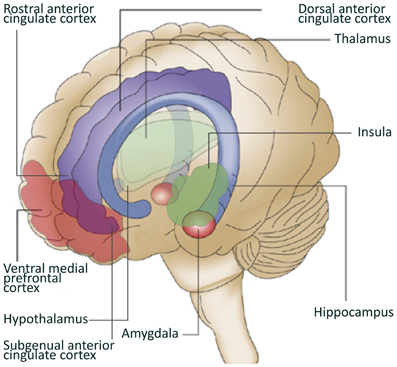 Rostral anterior
cingulate cortex
Dorsal anterior
cingulate cortex
Thalamus
Insula
Ventral medial
prefrontal
cortex
Hippocampus
Hypothalamus
Amygdala
Subgenual anterior
cingulate cortex